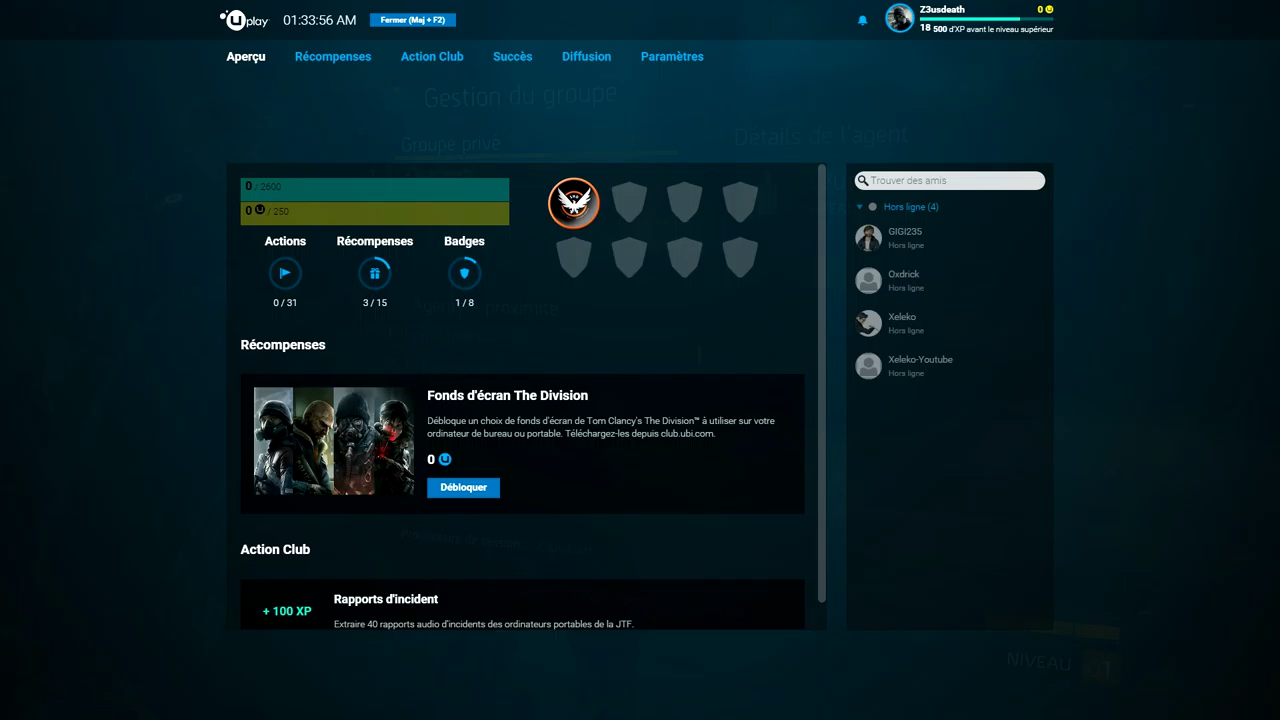 uplay 01:33:56 AM Fermer (Maj + F2)
Z3usdeath 0
18 500 d'XP avant le niveau supérieur
Aperçu Récompenses Action Club Succès Diffusion Paramètres
Gestion du groupe
Groupe privé
Détails de l'agent
0 / 2600
0 / 250
Actions Récompenses Badges
0 / 31 3 / 15 1 / 8
proximité
Récompenses
Fonds d'écran The Division
Débloque un choix de fonds d'écran de Tom Clancy's The Division™ à utiliser sur votre
ordinateur de bureau ou portable. Téléchargez-les depuis club.ubi.com.
0
Débloquer
Action Club
+ 100 XP
Rapports d'incident
Extraire 40 rapports audio d'incidents des ordinateurs portables de la JTF.
Trouver des amis
Hors ligne (4)
GIGI235
Hors ligne
Oxdrick
Hors ligne
Xeleko
Hors ligne
Xeleko-Youtube
Hors ligne
NIVEAU